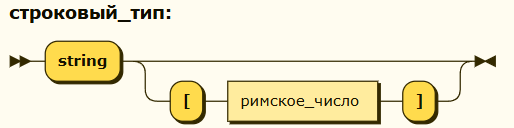 строковый_тип:
string
[ римское_число ]